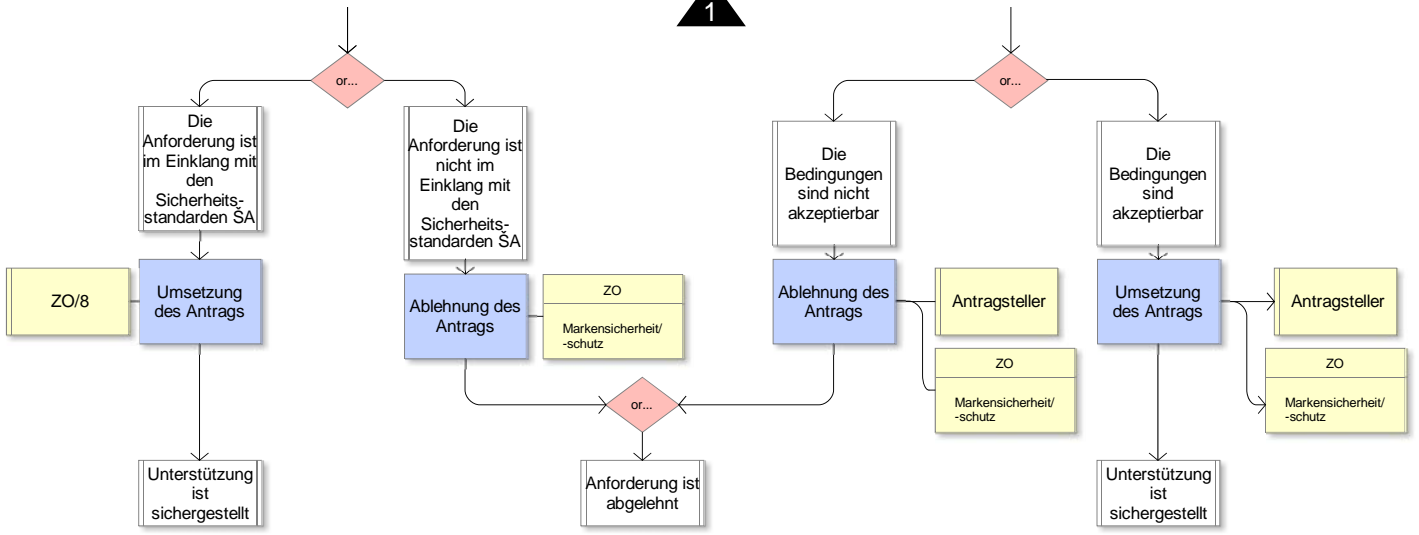 1
or...
or...
Die
Anforderung ist
im Einklang mit
den
Sicherheits-
standarden ŠA
Die
Anforderung ist
nicht im
Einklang mit
den
Sicherheits-
standarden ŠA
Die
Bedingungen
sind nicht
akzeptierbar
Die
Bedingungen
sind
akzeptierbar
ZO/8
Umsetzung
des Antrags
Ablehnung des
Antrags
ZO
Markensicherheit/
-schutz
Ablehnung des
Antrags
Antragsteller
ZO
Markensicherheit/
-schutz
Umsetzung
des Antrags
Antragsteller
ZO
Markensicherheit/
-schutz
or...
Unterstützung
ist
sichergestellt
Anforderung ist
abgelehnt
Unterstützung
ist
sichergestellt